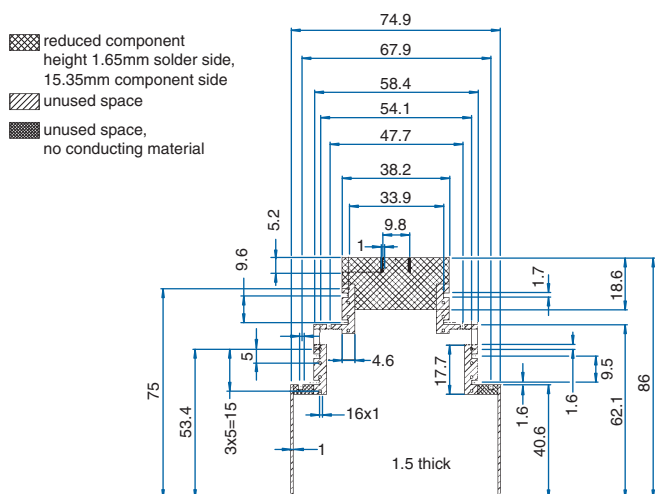 74.9
67.9
58.4
54.1
47.7
38.2
33.9
9.8
reduced component
height 1.65mm solder side,
15.35mm component side
unused space
unused space,
no conducting material
5.2
1
9.6
1.7
18.6
5
4.6
17.7
9.5
75
53.4
3x5=15
16x1
1
1.5 thick
1.6
1.6
40.6
62.1
86